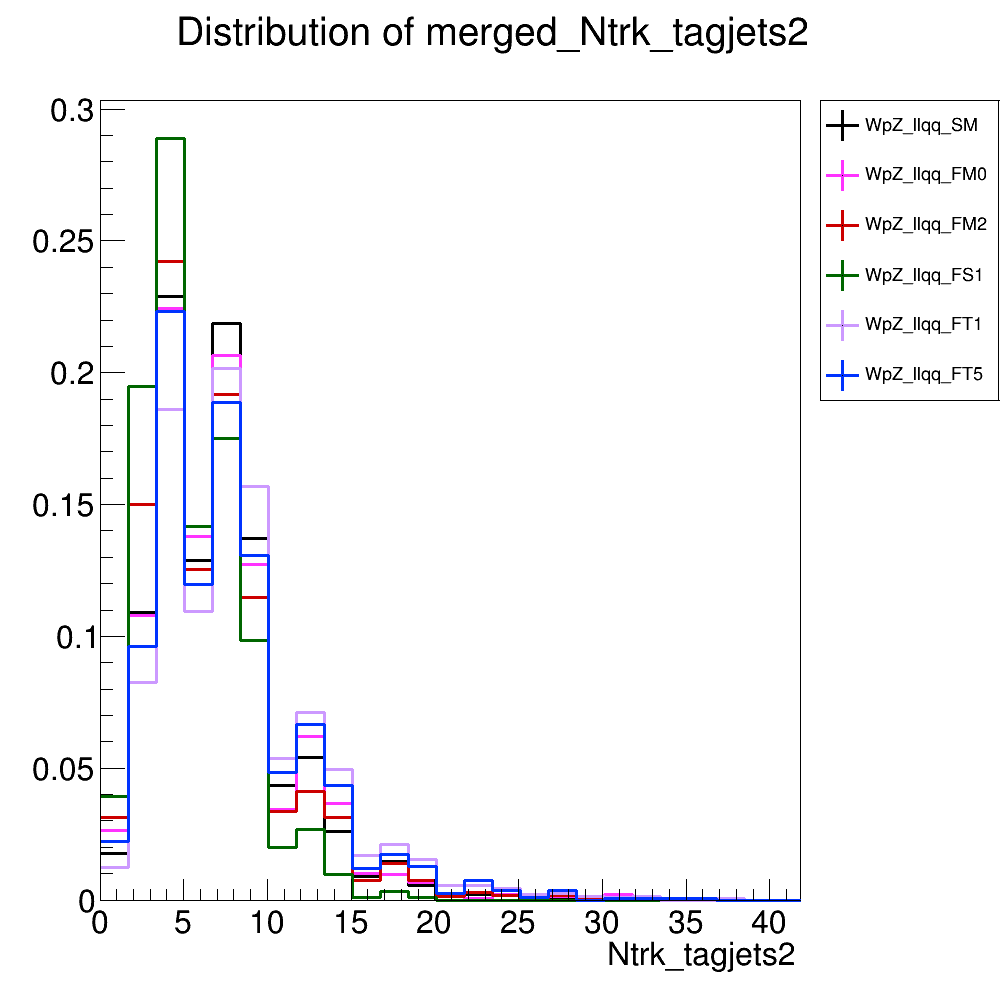 Distribution of merged_Ntrk_tagjets2
0.3
0.25
0.2
0.15
0.1
0.05
0
0 5 10 15 20 25 30 35 40
Ntrk_tagjets2
WpZ_llqq_SM
WpZ_llqq_FM0
WpZ_llqq_FM2
WpZ_llqq_FS1
WpZ_llqq_FT1
WpZ_llqq_FT5